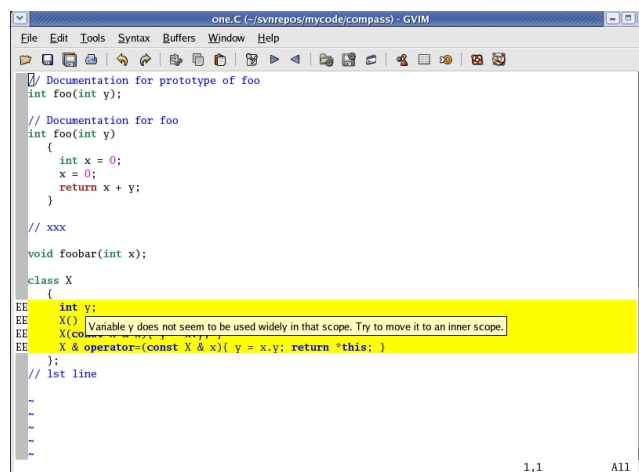 one.C (~/svnrepos/mycode/compass) - GVIM
File Edit Tools Syntax Buffers Window Help
// Documentation for prototype of foo
int foo(int y);
// Documentation for foo
int foo(int y)
{
int x = 0;
x = 0;
return x + y;
}
// xxx
void foobar(int x);
class X
{
EE int y;
EE X()
Variable y does not seem to be used widely in that scope. Try to move it to an inner scope.
EE X(const X & x){ y = x.y; }
EE X & operator=(const X & x){ y = x.y; return *this; }
};
// lst line
~
~
~
~
~
1,1 All